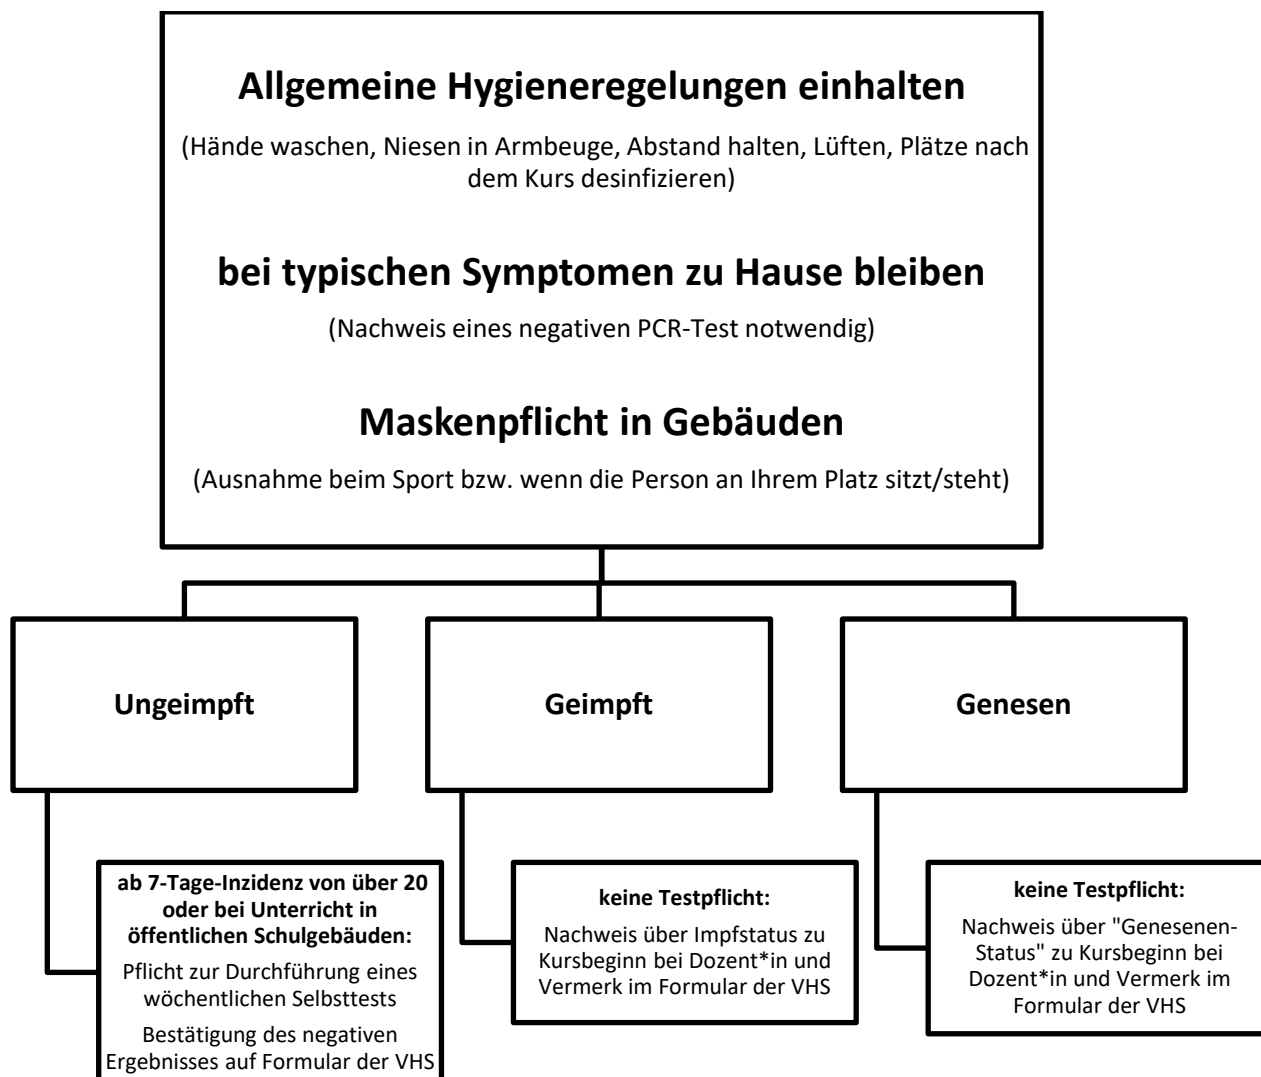 Allgemeine Hygieneregelungen einhalten
(Hände waschen, Niesen in Armbeuge, Abstand halten, Lüften, Plätze nach
dem Kurs desinfizieren)
bei typischen Symptomen zu Hause bleiben
(Nachweis eines negativen PCR-Test notwendig)
Maskenpflicht in Gebäuden
(Ausnahme beim Sport bzw. wenn die Person an Ihrem Platz sitzt/steht)
Ungeimpft
Geimpft
Genesen
ab 7-Tage-Inzidenz von über 20
oder bei Unterricht in
öffentlichen Schulgebäuden:
Pflicht zur Durchführung eines
wöchentlichen Selbsttests
Bestätigung des negativen
Ergebnisses auf Formular der VHS
keine Testpflicht:
Nachweis über Impfstatus zu
Kursbeginn bei Dozent*in und
Vermerk im Formular der VHS
keine Testpflicht:
Nachweis über "Genesenen-
Status" zu Kursbeginn bei
Dozent*in und Vermerk im
Formular der VHS